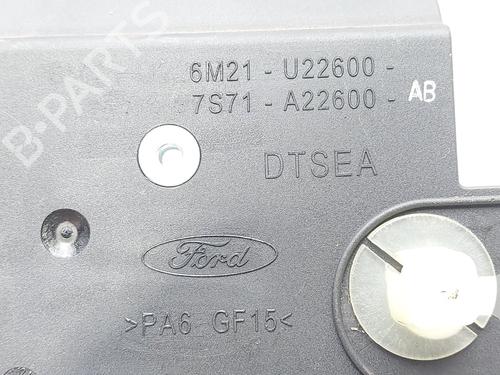 B-PARTS
6M21 - U22600 -
7S71 - A22600 - AB
DTSEA
Ford
>PA6 GF15<